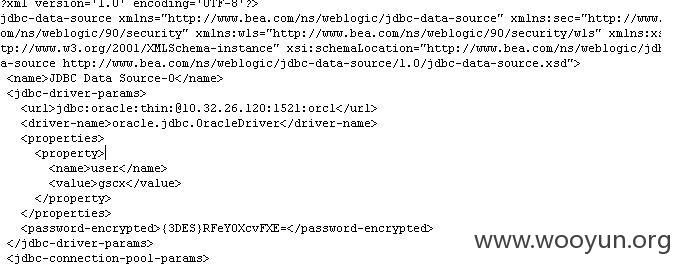 ?xml version='1.0' encoding='UTF-8'?>
jdbc-data-source xmlns="http://www.bea.com/ns/weblogic/jdbc-data-source" xmlns:sec="http://www.
om/ns/weblogic/90/security" xmlns:wls="http://www.bea.com/ns/weblogic/90/security/wls" xmlns:xs
tp://www.w3.org/2001/XMLSchema-instance" xsi:schemaLocation="http://www.bea.com/ns/weblogic/jdb
a-source http://www.bea.com/ns/weblogic/jdbc-data-source/1.0/jdbc-data-source.xsd">
<name>JDBC Data Source-0</name>
<jdbc-driver-params>
<url>jdbc:oracle:thin:@10.32.26.120:1521:orcl</url>
<driver-name>oracle.jdbc.OracleDriver</driver-name>
<properties>
<property>
<name>user</name>
<value>gscx</value>
</property>
</properties>
<password-encrypted>{3DES}RFeY0XcvFXE=</password-encrypted>
</jdbc-driver-params>
<jdbc-connection-pool-params>
www.wooyun.org